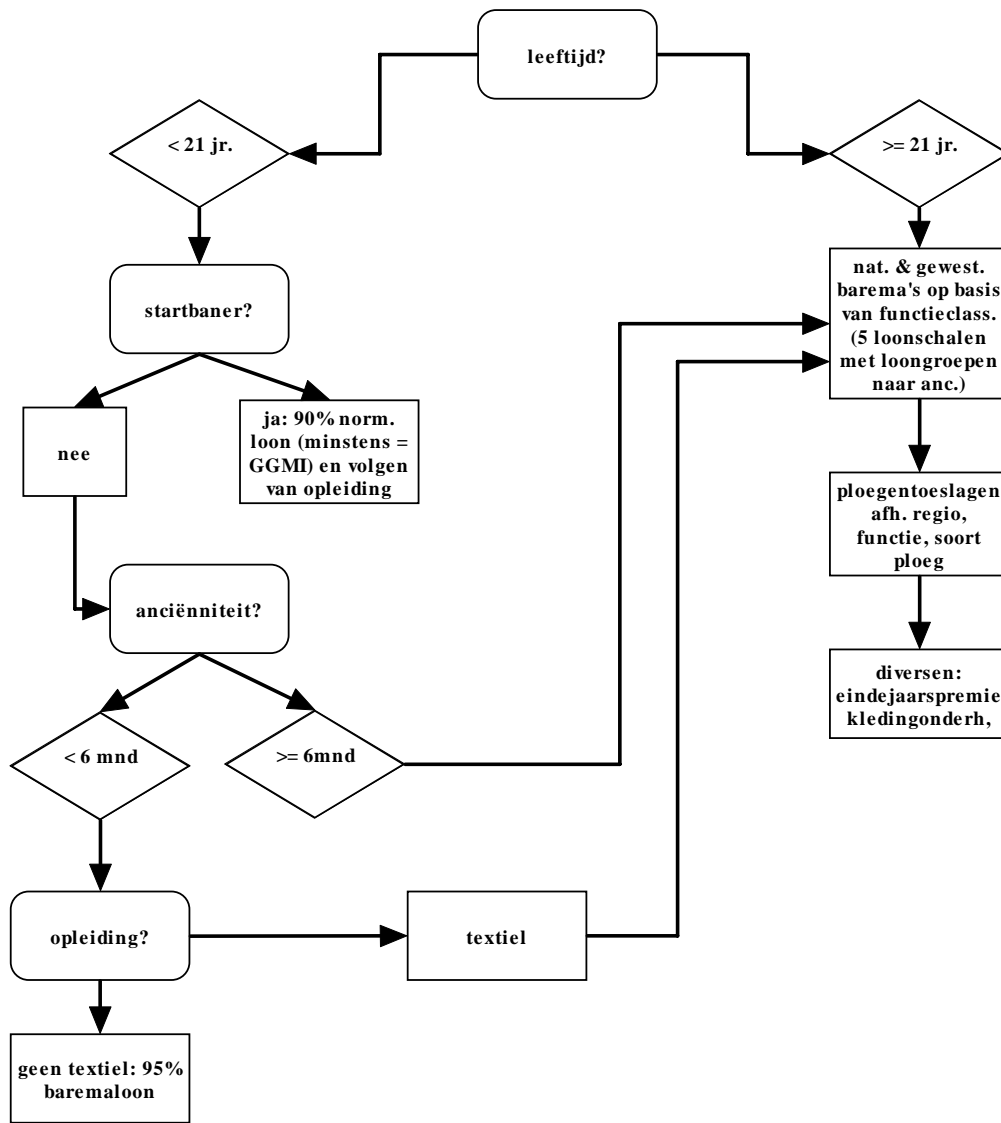 leeftijd?
< 21 jr.
>= 21 jr.
startbaner?
nat. & gewest.
barema's op basis
van functieclass.
(5 loonschalen
met loongroepen
naar anc.)
nee
ja: 90% norm.
loon (minstens =
GGMI) en volgen
van opleiding
ploegentoeslagen
afh. regio,
functie, soort
ploeg
anciënniteit?
diversen:
eindejaarspremie
kledingonderh,
< 6 mnd
>= 6mnd
opleiding?
textiel
geen textiel: 95%
baremaloon